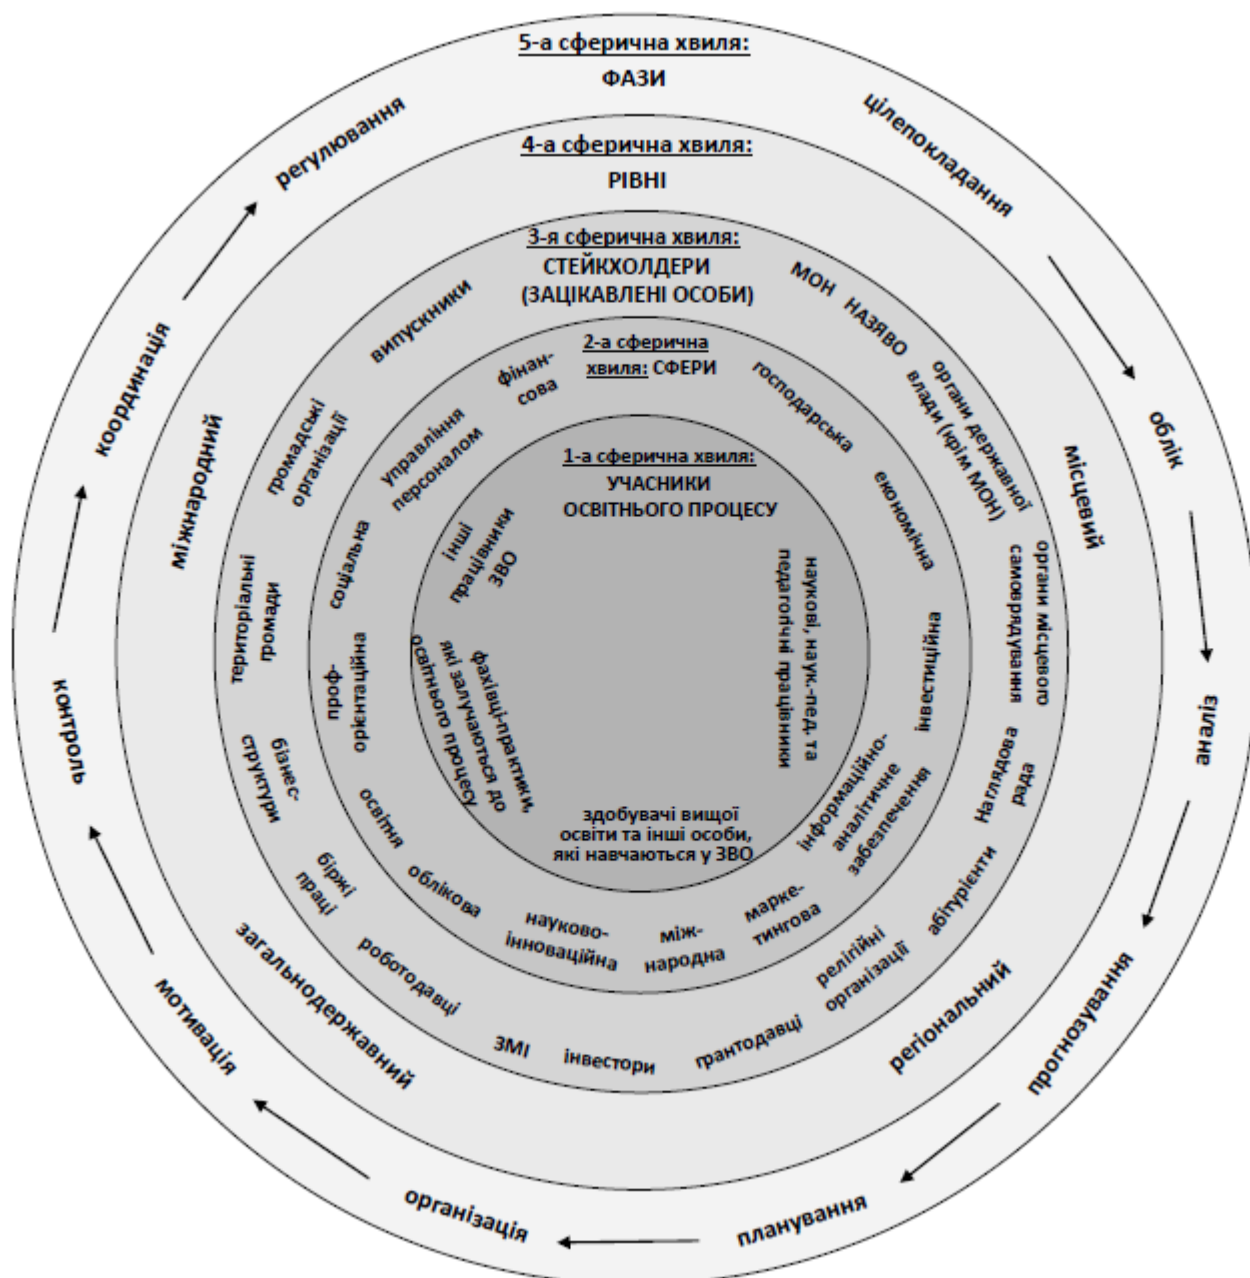 5-а сферична хвиля:
ФАЗИ
цілепокладання
облік
аналіз
прогнозування
планування
організація
мотивація
контроль
координація
регулювання
4-а сферична хвиля:
РІВНІ
місцевий
регіональний
загальнодержавний
міжнародний
3-я сферична хвиля:
СТЕЙКХОЛДЕРИ
(ЗАЦІКАВЛЕНІ ОСОБИ)
МОН
НАЗЯВО
органи державної
влади (крім МОН)
органи місцевого
самоврядування
Наглядова
рада
абітурієнти
релігійні
організації
грантодавці
інвестори
ЗМІ
роботодавці
біржі
праці
бізнес-
структури
територіальні
громади
громадські
організації
випускники
2-а сферична
хвиля: СФЕРИ
господарська
економічна
інвестиційна
інформаційно-
аналітичне
забезпечення
марке-
тингова
між-
народна
науково-
інноваційна
облікова
освітня
проф-
орієнтаційна
соціальна
управління
персоналом
фінан-
сова
1-а сферична хвиля:
УЧАСНИКИ
ОСВІТНЬОГО ПРОЦЕСУ
наукові, наук.-пед. та
педагогічні працівники
здобувачі вищої
освіти та інші особи,
які навчаються у ЗВО
фахівці-практики,
які залучаються до
освітнього процесу
інші
працівники
ЗВО